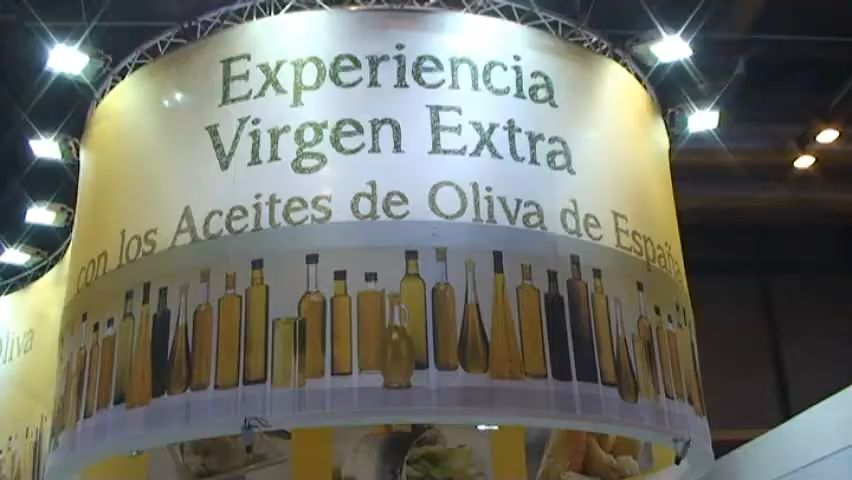 Experiencia
Virgen Extra
con los Aceites de Oliva de España
Oliva